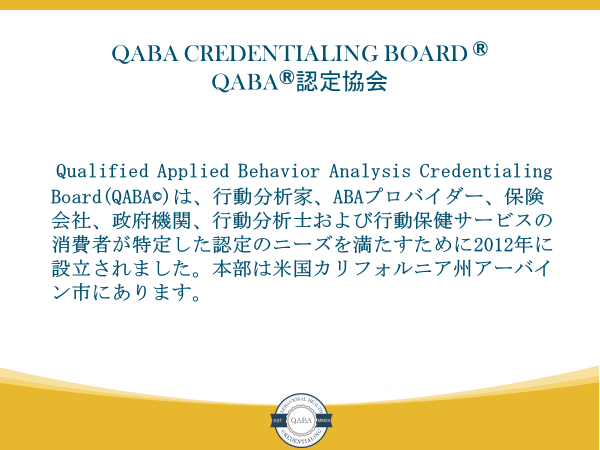 QABA CREDENTIALING BOARD ®
QABA®認定協会
Qualified Applied Behavior Analysis Credentialing
Board(QABA©)は、行動分析家、ABAプロバイダー、保険
会社、政府機関、行動分析士および行動保健サービスの
消費者が特定した認定のニーズを満たすために2012年に
設立されました。本部は米国カリフォルニア州アーバイ
ン市にあります。
BEHAVIORAL HEALTH
EST. QABA
CREDENTIALING